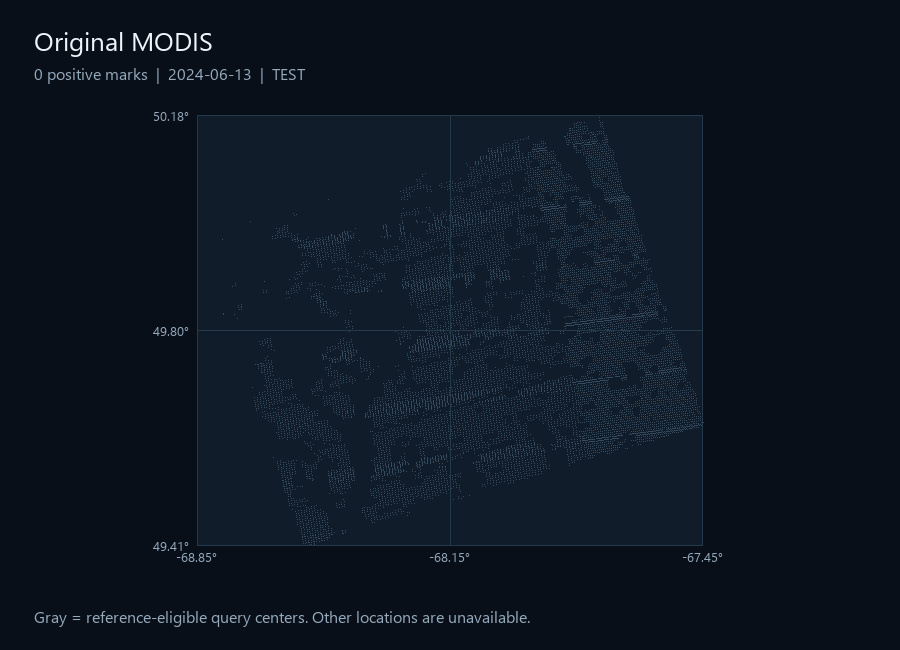 Original MODIS
0 positive marks | 2024-06-13 | TEST
50.18°
49.80°
49.41°
-68.85°
-68.15°
-67.45°
Gray = reference-eligible query centers. Other locations are unavailable.